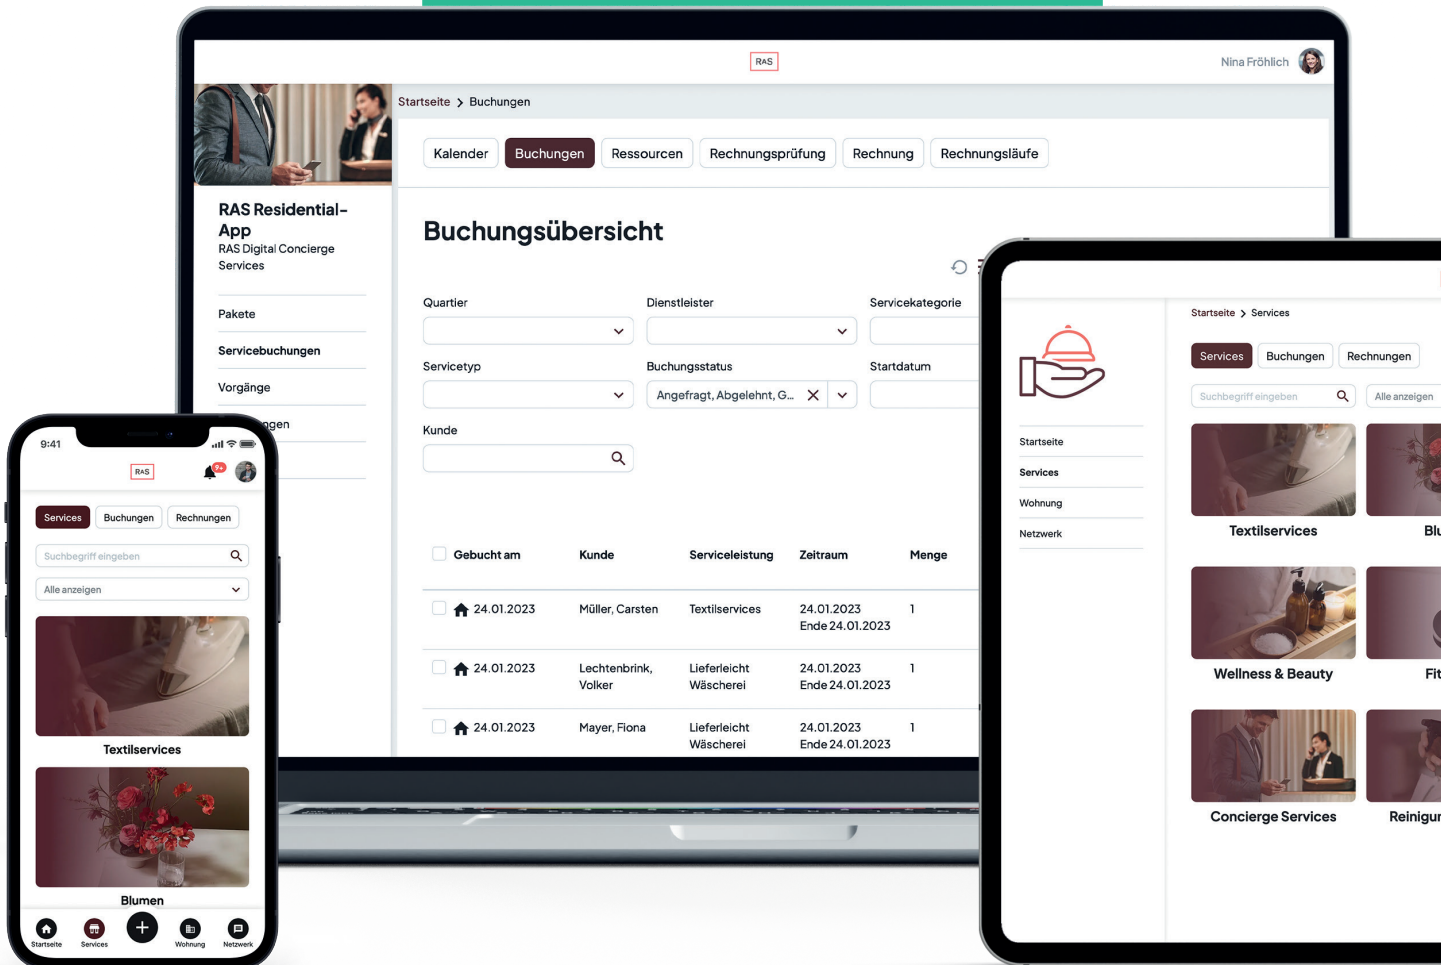 RAS
Nina Fröhlich
Startseite > Buchungen
Kalender
Buchungen
Ressourcen
Rechnungsprüfung
Rechnung
Rechnungsläufe
RAS Residential-
App
RAS Digital Concierge
Services
Pakete
Servicebuchungen
Vorgänge
Buchungsübersicht
Quartier
Dienstleister
Servicekategorie
Servicetyp
Buchungsstatus
Startdatum
Angefragt, Abgelehnt, G...
Kunde
Gebucht am Kunde Serviceleistung Zeitraum Menge
24.01.2023 Müller, Carsten Textilservices 24.01.2023 1
Ende 24.01.2023
24.01.2023 Lechtenbrink, Lieferleicht 24.01.2023 1
Volker Wäscherei Ende 24.01.2023
24.01.2023 Mayer, Fiona Lieferleicht 24.01.2023 1
Wäscherei Ende 24.01.2023
9:41
RAS
9+
Services
Buchungen
Rechnungen
Suchbegriff eingeben
Alle anzeigen
Textilservices
Blumen
Startseite
Services
Wohnung
Netzwerk
Startseite > Services
Services
Buchungen
Rechnungen
Suchbegriff eingeben
Alle anzeigen
Startseite
Services
Wohnung
Netzwerk
Textilservices
Wellness & Beauty
Fit
Concierge Services
Reinigu